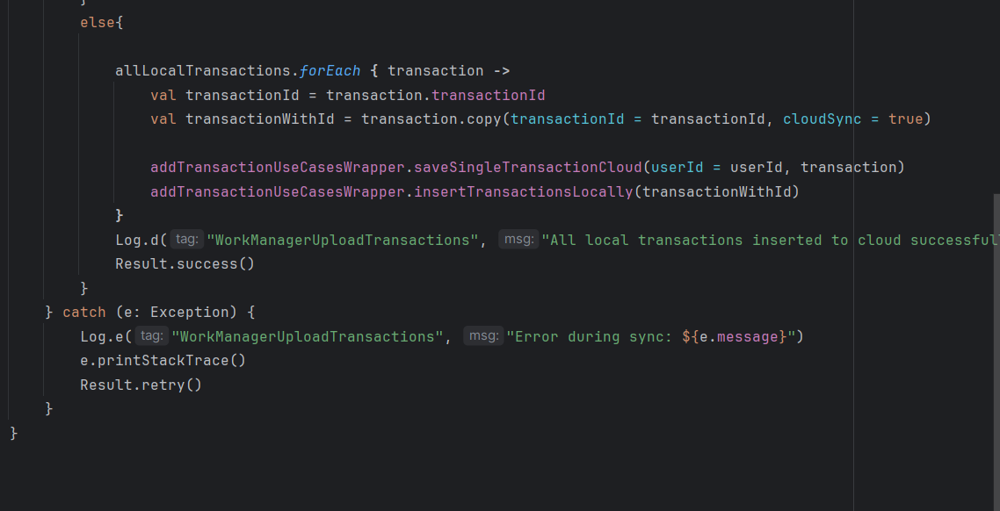 }
else{
allLocalTransactions.forEach { transaction ->
val transactionId = transaction.transactionId
val transactionWithId = transaction.copy(transactionId = transactionId, cloudSync = true)
addTransactionUseCasesWrapper.saveSingleTransactionCloud(userId = userId, transaction)
addTransactionUseCasesWrapper.insertTransactionsLocally(transactionWithId)
}
Log.d( tag: "WorkManagerUploadTransactions", msg: "All local transactions inserted to cloud
Result.success()
}
} catch (e: Exception) {
Log.e( tag: "WorkManagerUploadTransactions", msg: "Error during sync: ${e.message}")
e.printStackTrace()
Result.retry()
}
}